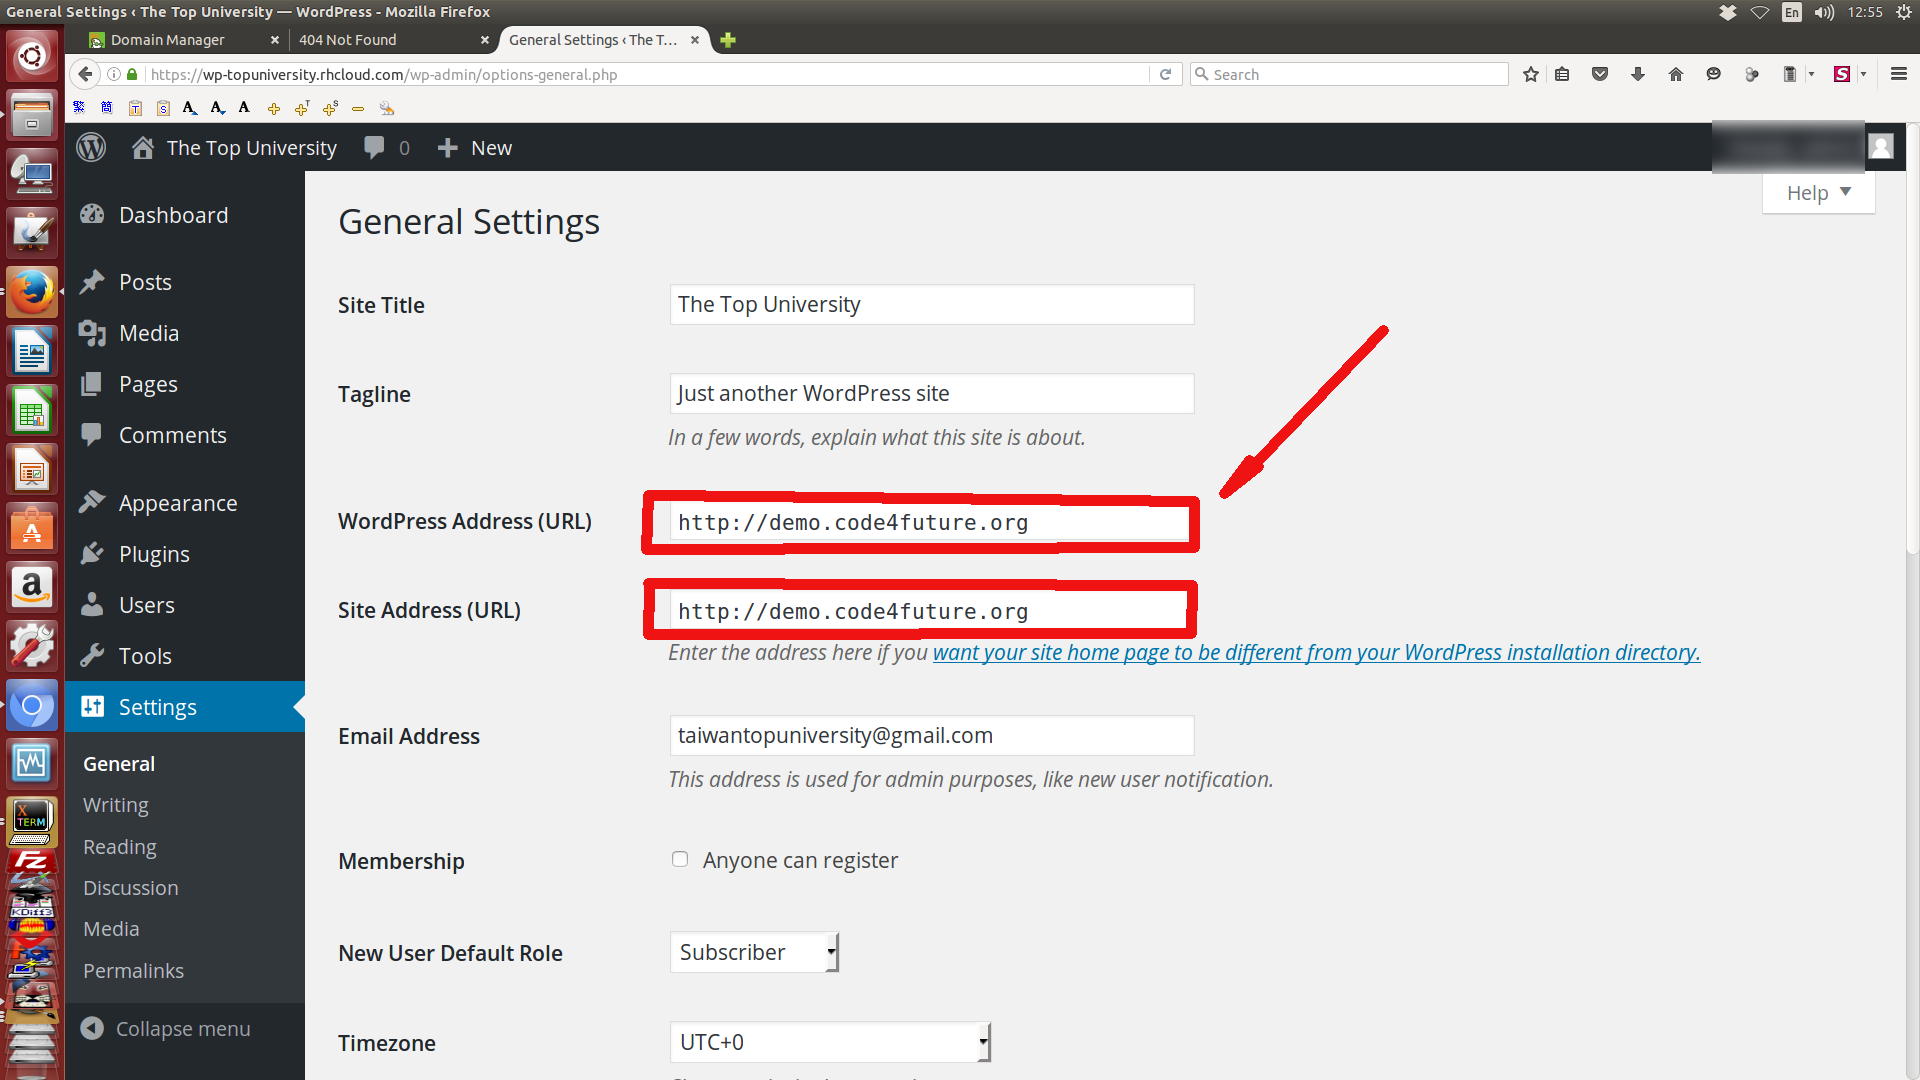 General Settings ‹ The Top University — WordPress - Mozilla Firefox
En
12:55
Domain Manager
404 Not Found
General Settings ‹ The T...
https://wp-topuniversity.rhcloud.com/wp-admin/options-general.php
Search
The Top University
0
New
Help
Dashboard
Posts
Media
Pages
Comments
Appearance
Plugins
Users
Tools
Settings
General
Writing
Reading
Discussion
Media
Permalinks
Collapse menu
General Settings
Site Title
The Top University
Tagline
Just another WordPress site
In a few words, explain what this site is about.
WordPress Address (URL)
http://demo.code4future.org
Site Address (URL)
http://demo.code4future.org
Enter the address here if you want your site home page to be different from your WordPress installation directory.
Email Address
taiwantopuniversity@gmail.com
This address is used for admin purposes, like new user notification.
Membership
Anyone can register
New User Default Role
Subscriber
Timezone
UTC+0
X
TERM
FZ
KDiff3